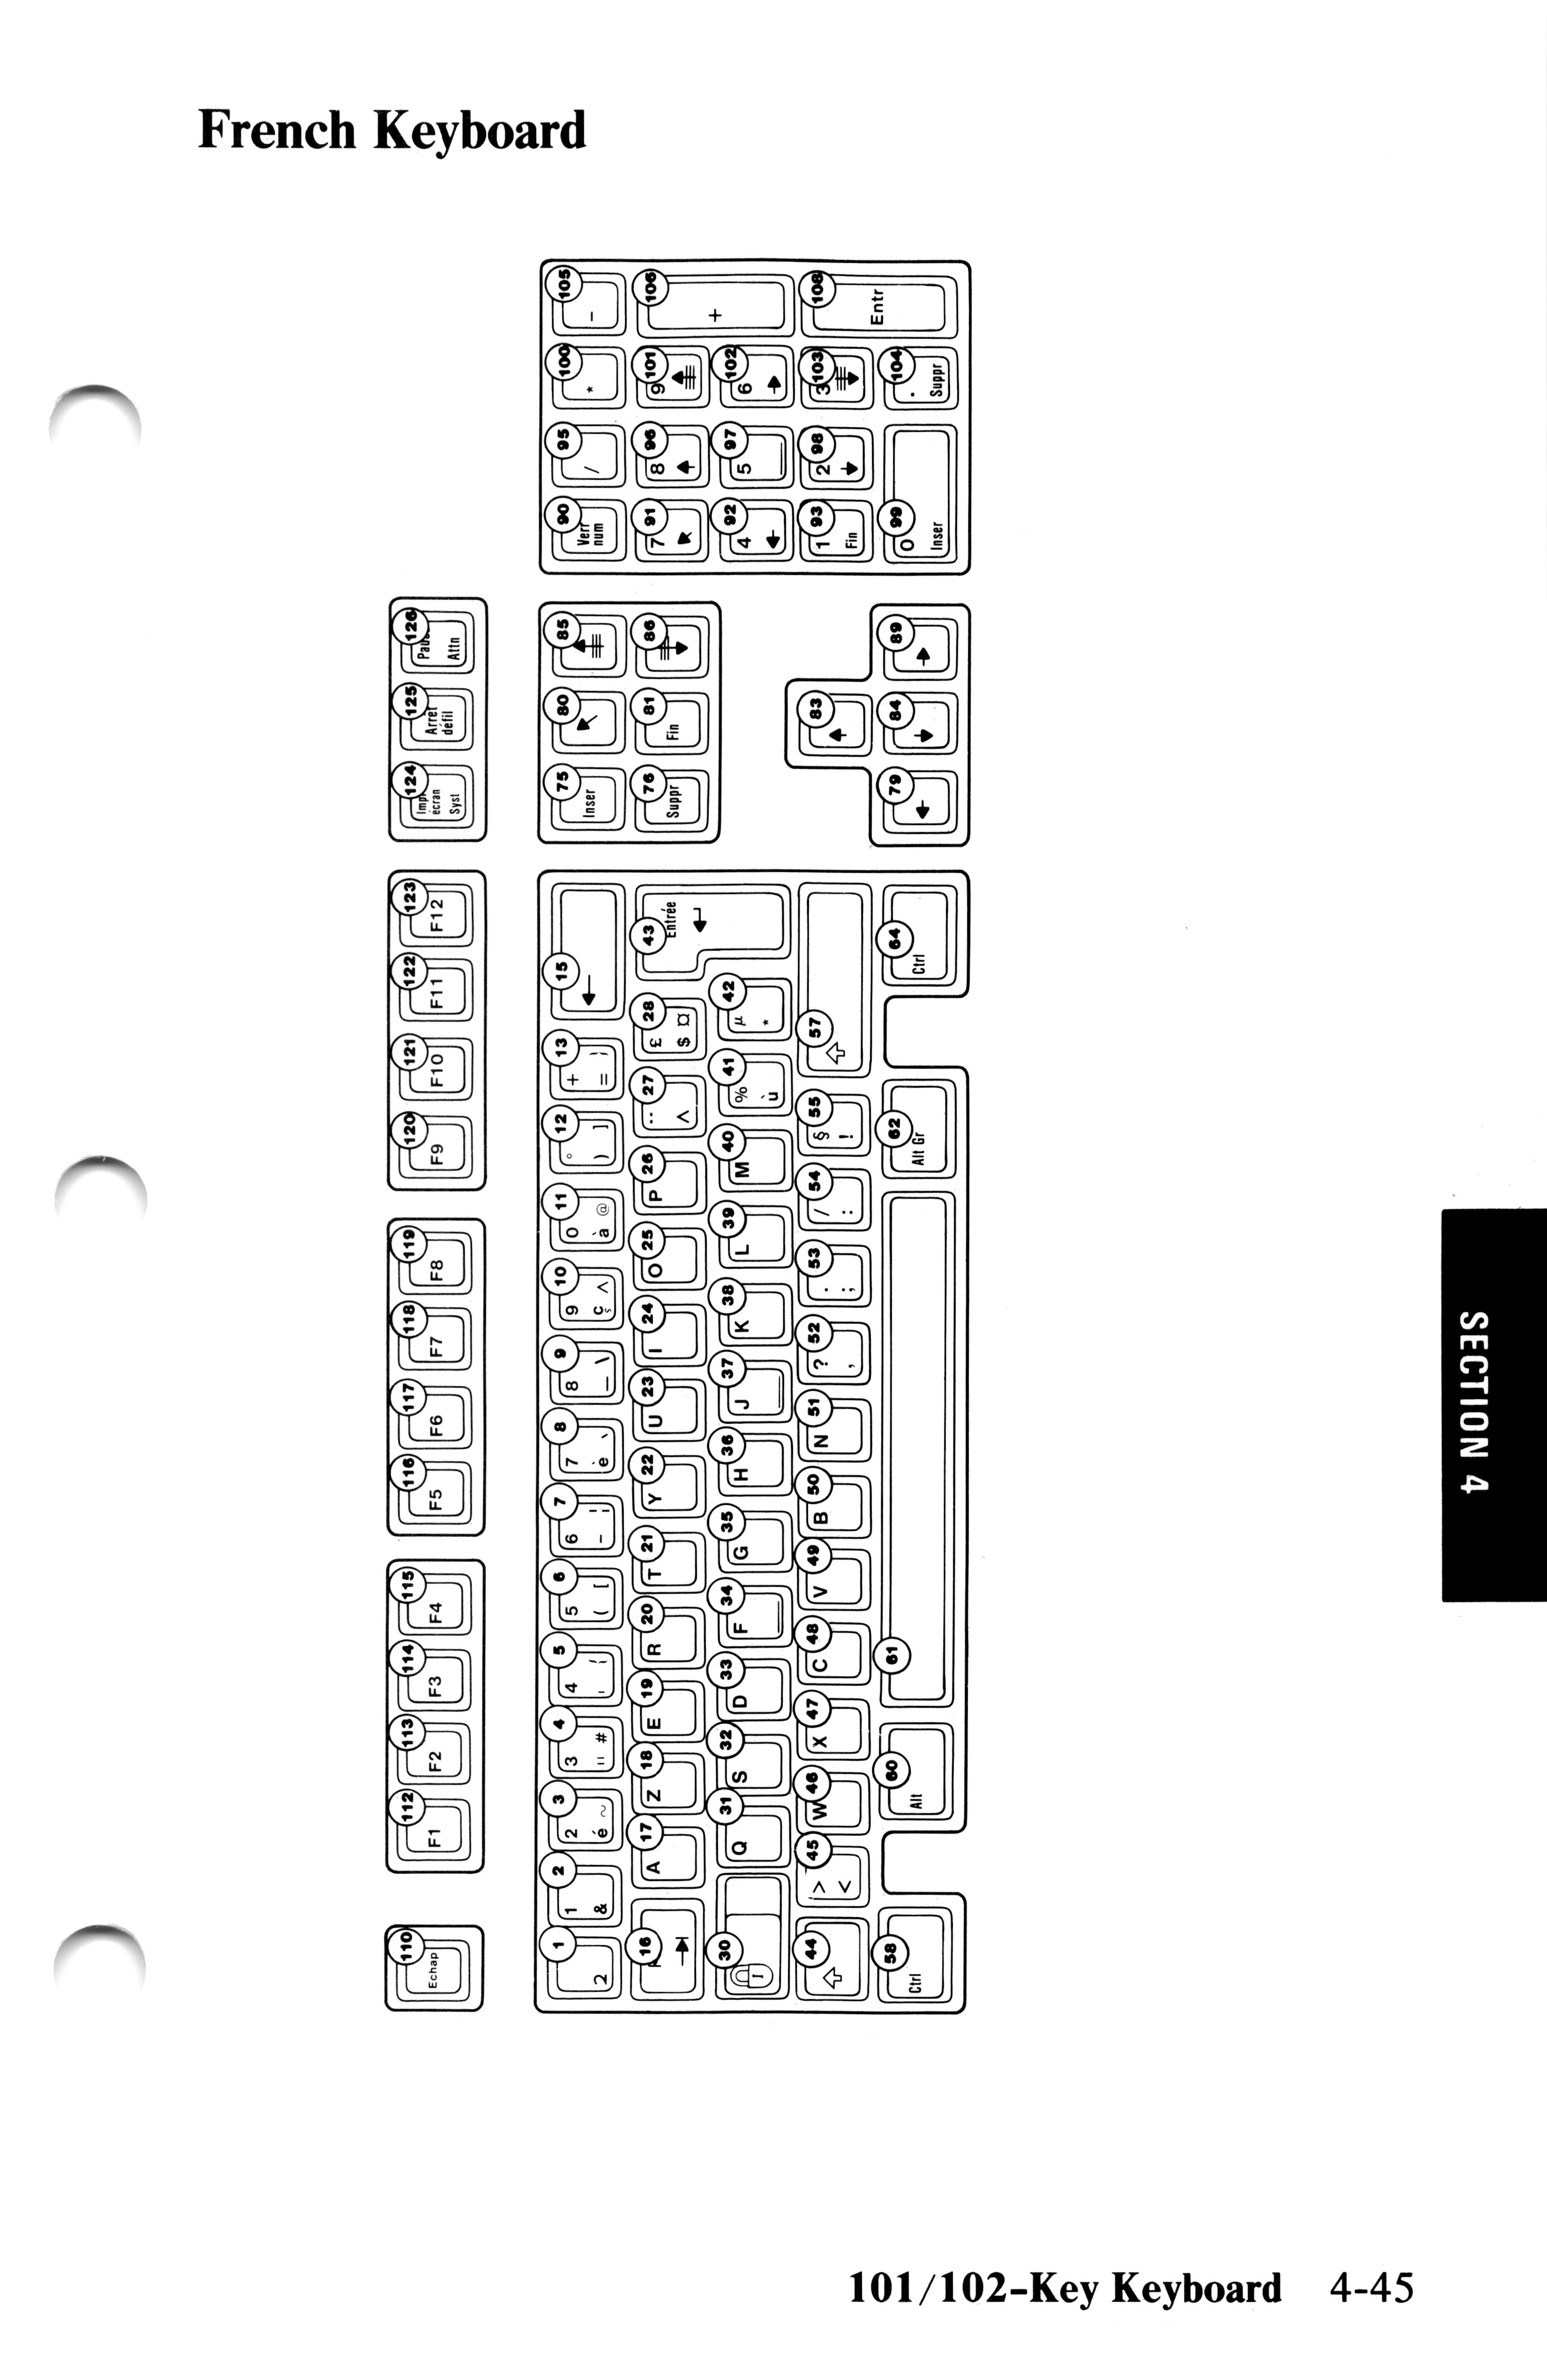 French Keyboard
110 Echap 112 F1 113 F2 114 F3 115 F4 116 F5 117 F6 118 F7 119 F8 120 F9 121 F10 122 F11 123 F12
124 Impr écran Syst 125 Arrêt défil 126 Attn
1 2 2 1 & 3 2 é ~ 4 3 " # 5 4 ' { 6 5 ( [ 7 6 - ¦ 8 7 è ` 9 8 _ \ 10 9 ç ^ 11 0 à @ 12 ° ) ] 13 + = } 15 ←
75 Inser 80 ↖ 85 90 Verr num 95 / 100 * 105 -
16 →| 17 A 18 Z 19 E 20 R 21 T 22 Y 23 U 24 I 25 O 26 P 27 ¨ ^ 28 £ $ ¤ 43 Entrée ↵
76 Suppr 81 Fin 86 91 7 ↖ 96 8 ↑ 101 9 106 +
30 31 Q 32 S 33 D 34 F 35 G 36 H 37 J 38 K 39 L 40 M 41 % ù 42 µ *
92 4 ← 97 5 102 6 →
44 ⇧ 45 > < 46 W 47 X 48 C 49 V 50 B 51 N 52 ? , 53 . ; 54 / : 55 § ! 57 ⇧
83 ↑ 93 1 Fin 98 2 ↓ 103 3 108 Entr
58 Ctrl 60 Alt 61 62 Alt Gr 64 Ctrl
79 ← 84 ↓ 89 → 99 0 Inser 104 . Suppr
SECTION 4
101/102-Key Keyboard 4-45